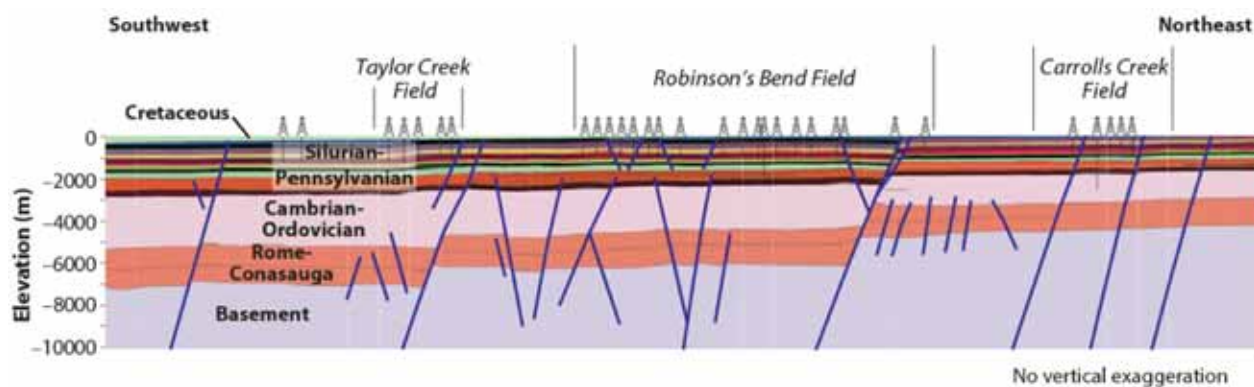 Southwest
Northeast
Taylor Creek
Field
Robinson's Bend Field
Carrolls Creek
Field
Cretaceous
0
Silurian-
Pennsylvanian
−2000
Cambrian-
Ordovician
−4000
Rome-
Conasauga
−6000
Basement
−8000
−10000
Elevation (m)
No vertical exaggeration